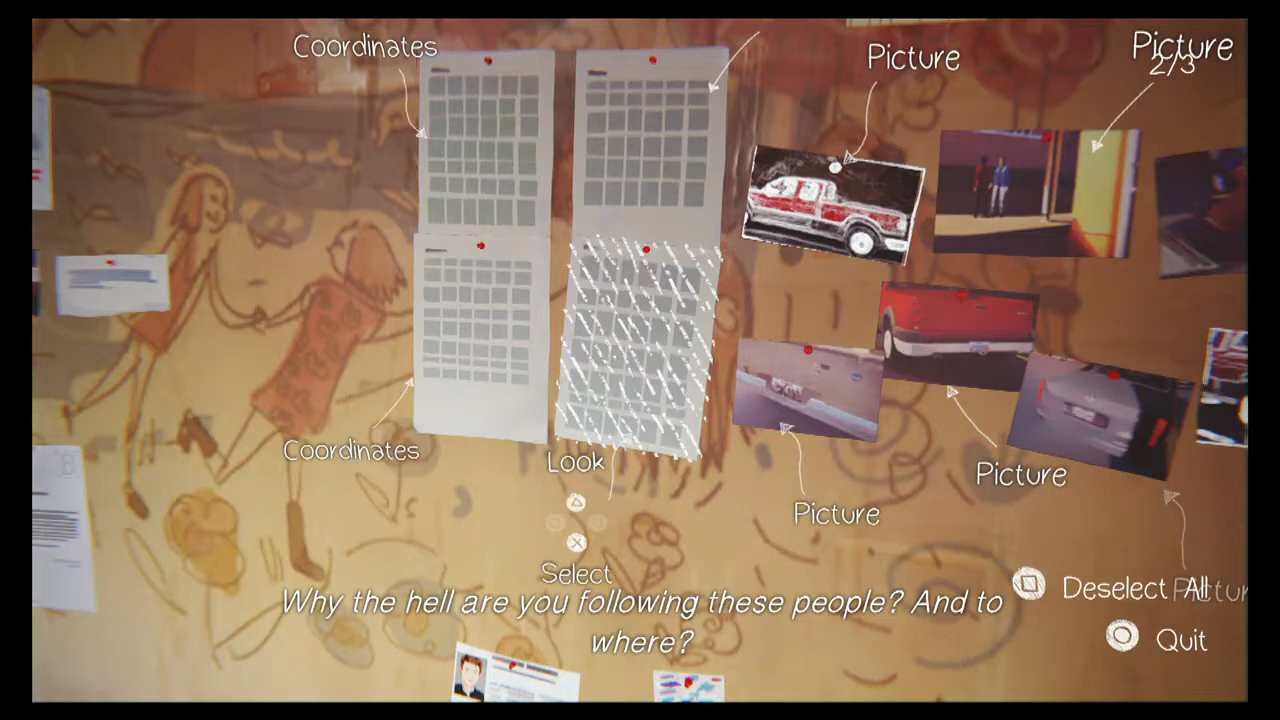 Coordinates
Picture
Picture
2/3
Coordinates
Look
Picture
Picture
Select
Why the hell are you following these people? And to
where?
Deselect All
Pictur
Quit